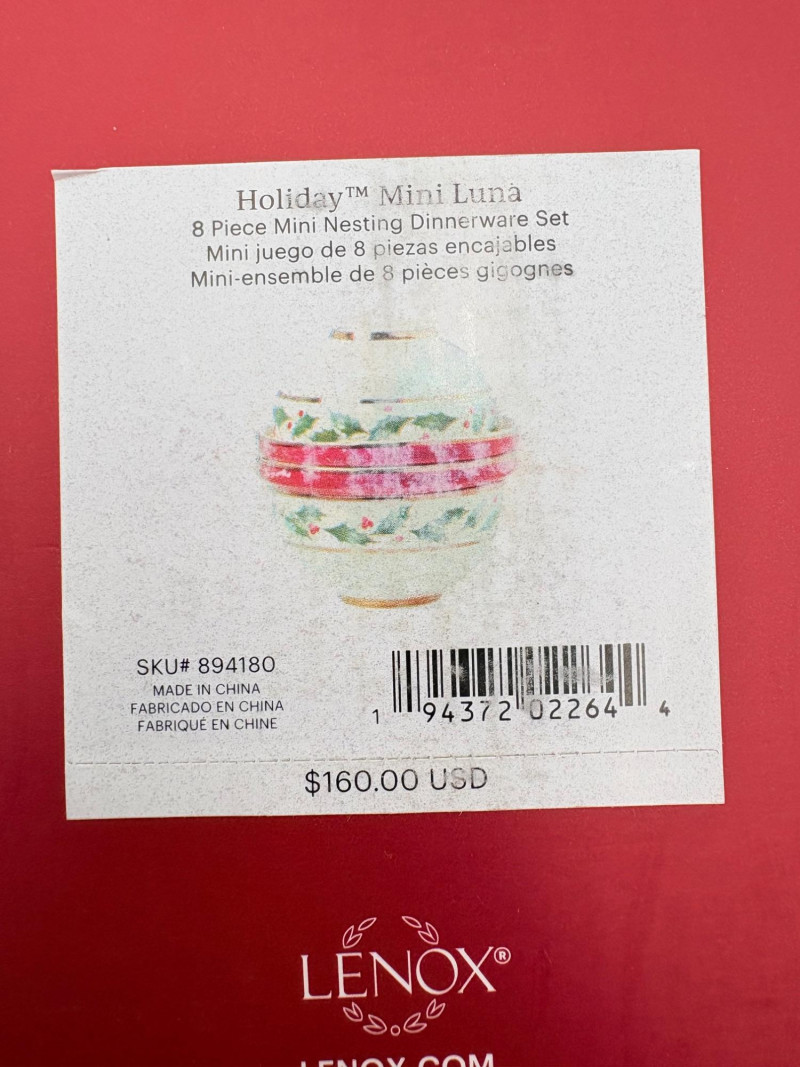 Holiday™ Mini Luna
8 Piece Mini Nesting Dinnerware Set
Mini juego de 8 piezas encajables
Mini-ensemble de 8 pièces gigognes
SKU# 894180
MADE IN CHINA
FABRICADO EN CHINA
FABRIQUÉ EN CHINE
1 94372 02264 4
$160.00 USD
LENOX®
LENOX.COM